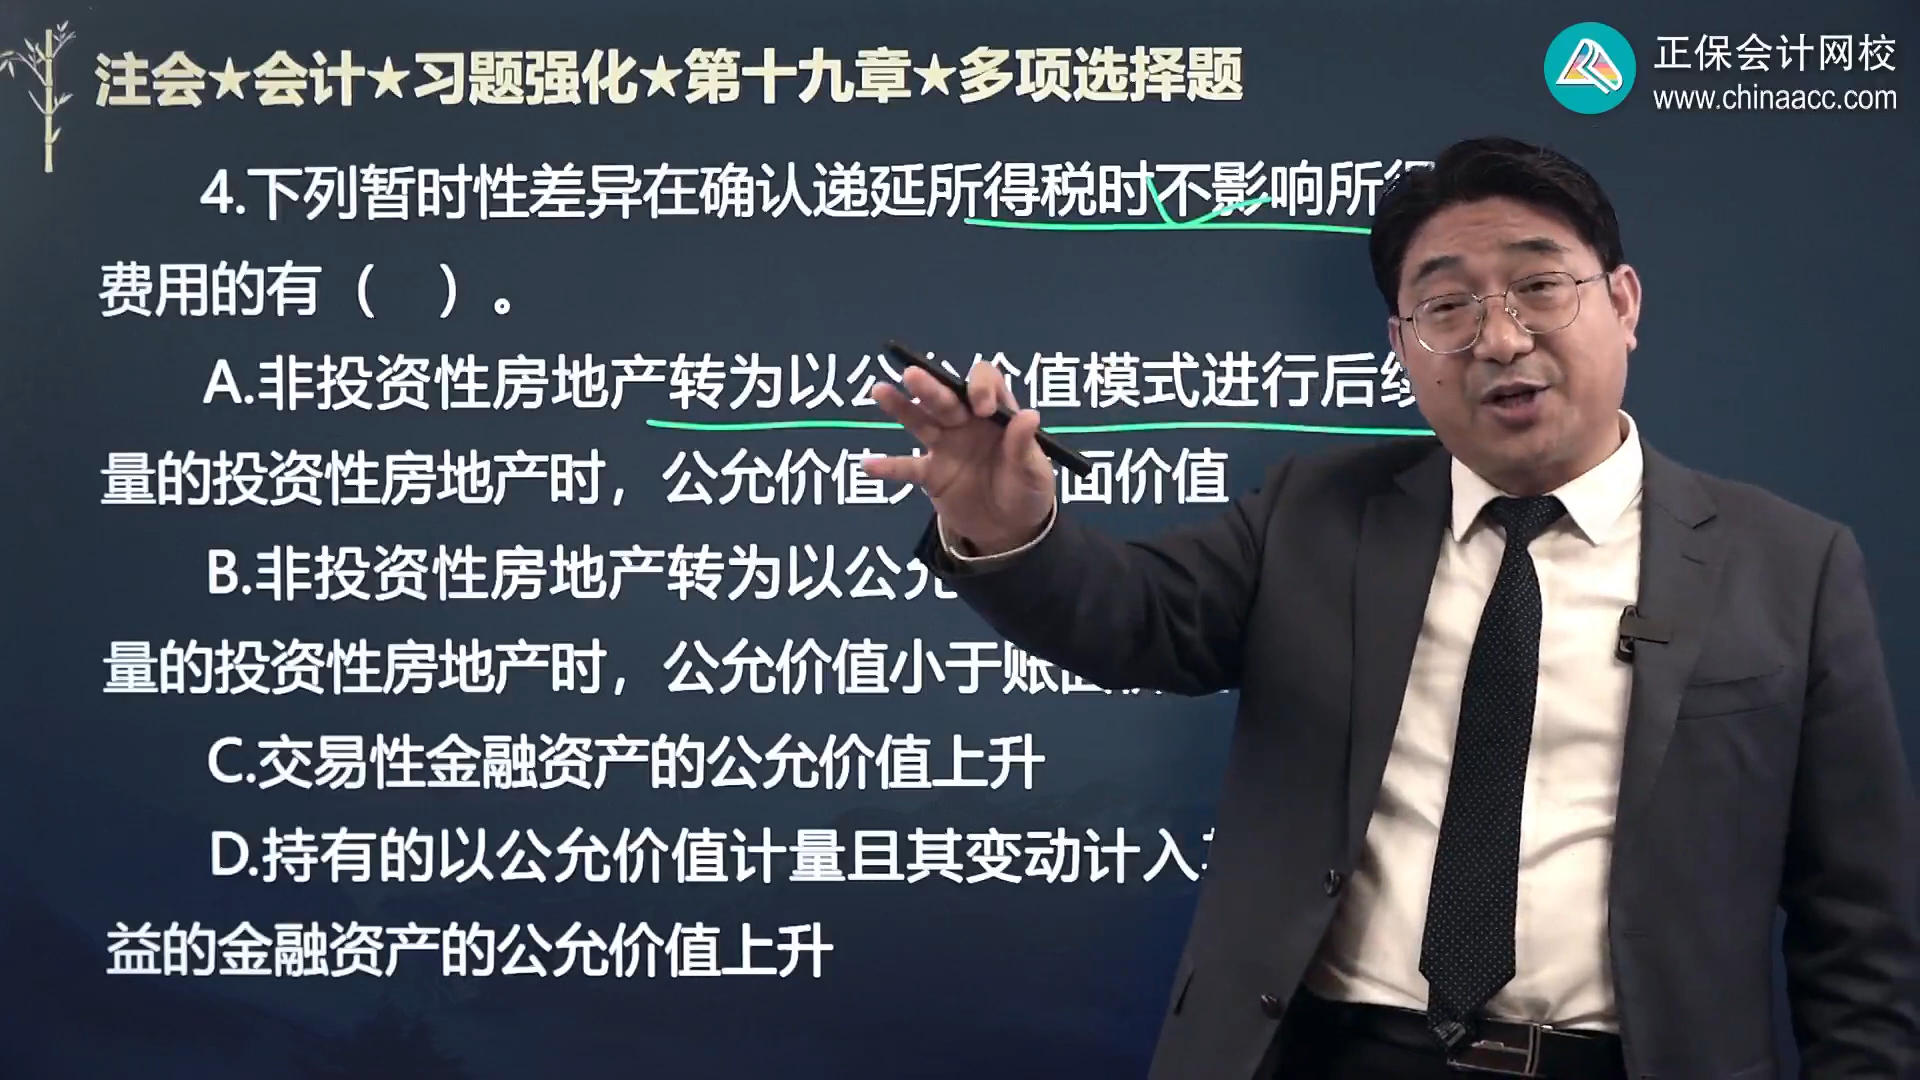 注会★会计★习题强化★第十九章★多项选择题
正保会计网校
www.chinaacc.com
4.下列暂时性差异在确认递延所得税时不影响所
费用的有（ ）。
A.非投资性房地产转为以公 价值模式进行后
量的投资性房地产时，公允价值 面价值
B.非投资性房地产转为以公
量的投资性房地产时，公允价值小于账
C.交易性金融资产的公允价值上升
D.持有的以公允价值计量且其变动计入
益的金融资产的公允价值上升